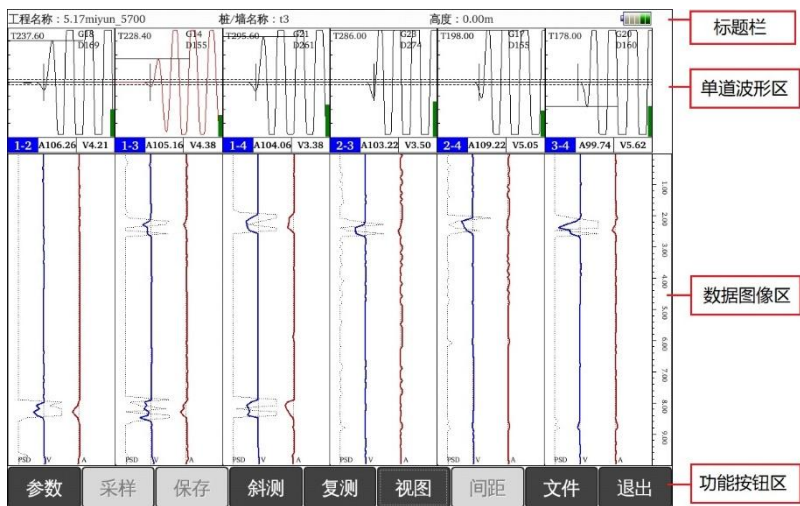 工程名称：5.17miyun_5700 桩/墙名称：t3 高度：0.00m
标题栏
T237.60 G18 D169
T228.40 G14 D155
T295.60 G21 D261
T286.00 G23 D274
T198.00 G17 D155
T178.00 G20 D160
单道波形区
1-2 A106.26 V4.21
1-3 A105.16 V4.38
1-4 A104.06 V3.38
2-3 A103.22 V3.50
2-4 A109.22 V5.05
3-4 A99.74 V5.62
1.00
2.00
3.00
4.00
5.00
6.00
7.00
8.00
9.00
数据图像区
PSD V A
PSD V A
PSD V A
PSD V A
PSD V A
PSD V A
参数 采样 保存 斜测 复测 视图 间距 文件 退出
功能按钮区